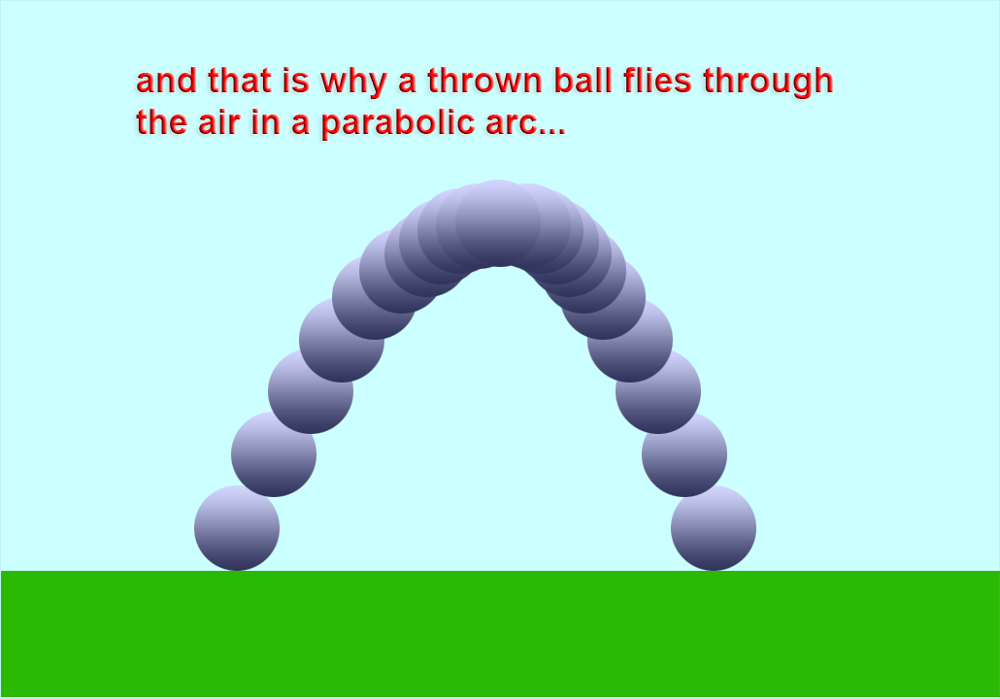 and that is why a thrown ball flies through
the air in a parabolic arc...